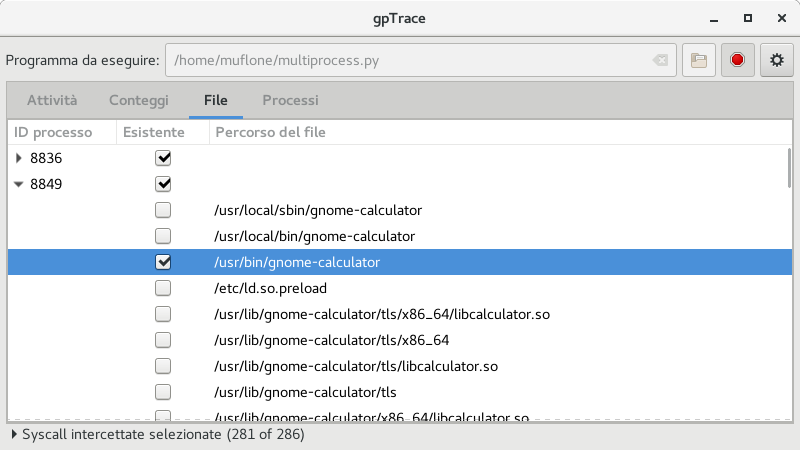 gpTrace
Programma da eseguire: /home/muflone/multiprocess.py
Attività Conteggi File Processi
ID processo Esistente Percorso del file
8836
8849
/usr/local/sbin/gnome-calculator
/usr/local/bin/gnome-calculator
/usr/bin/gnome-calculator
/etc/ld.so.preload
/usr/lib/gnome-calculator/tls/x86_64/libcalculator.so
/usr/lib/gnome-calculator/tls/x86_64
/usr/lib/gnome-calculator/tls/libcalculator.so
/usr/lib/gnome-calculator/tls
/usr/lib/gnome-calculator/x86_64/libcalculator.so
Syscall intercettate selezionate (281 of 286)